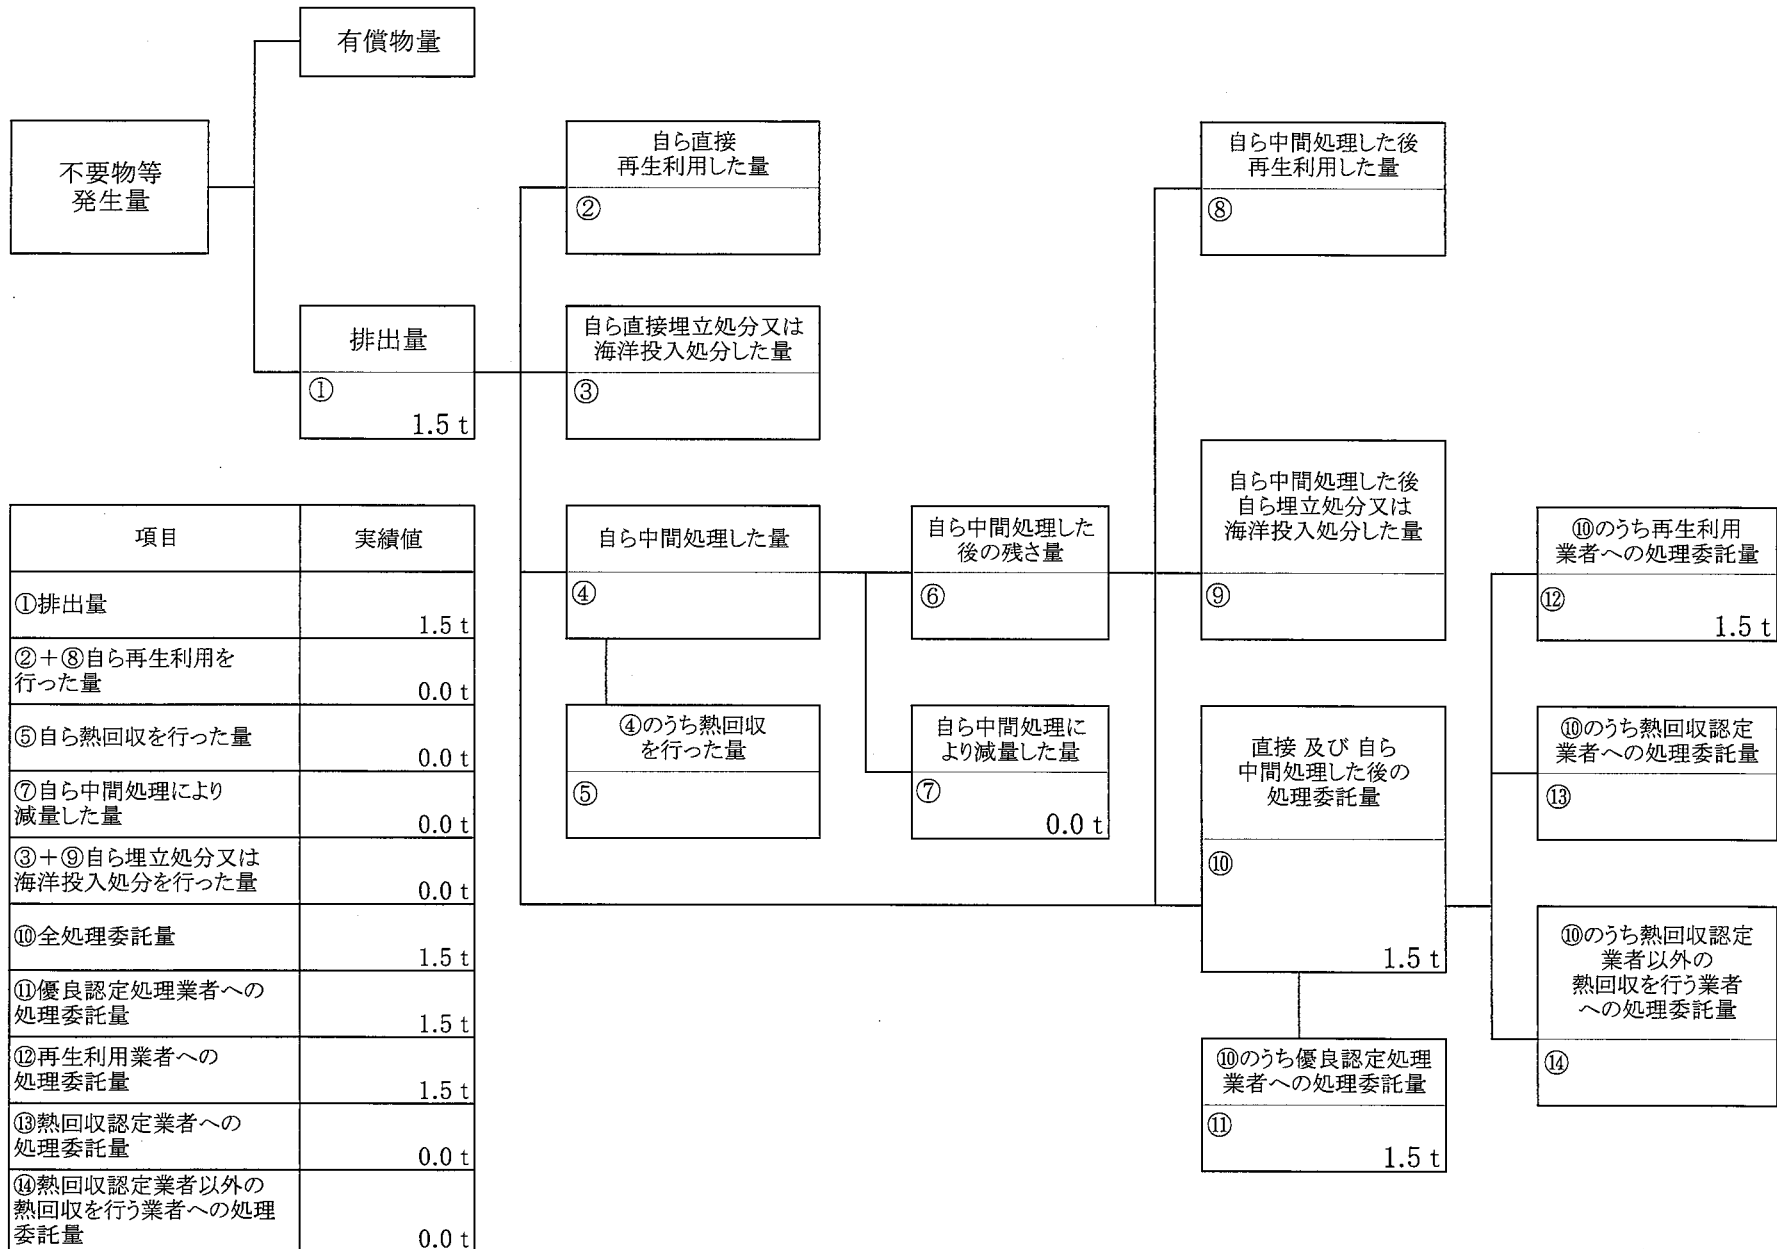 有償物量
不要物等
発生量
排出量
①
1.5 t
自ら直接
再生利用した量
②
自ら直接埋立処分又は
海洋投入処分した量
③
自ら中間処理した量
④
④のうち熱回収
を行った量
⑤
自ら中間処理した
後の残さ量
⑥
自ら中間処理に
より減量した量
⑦
0.0 t
自ら中間処理した後
再生利用した量
⑧
自ら中間処理した後
自ら埋立処分又は
海洋投入処分した量
⑨
直接 及び 自ら
中間処理した後の
処理委託量
⑩
1.5 t
⑩のうち優良認定処理
業者への処理委託量
⑪
1.5 t
⑩のうち再生利用
業者への処理委託量
⑫
1.5 t
⑩のうち熱回収認定
業者への処理委託量
⑬
⑩のうち熱回収認定
業者以外の
熱回収を行う業者
への処理委託量
⑭
項目 実績値
①排出量
1.5 t
②+⑧自ら再生利用を
行った量
0.0 t
⑤自ら熱回収を行った量
0.0 t
⑦自ら中間処理により
減量した量
0.0 t
③+⑨自ら埋立処分又は
海洋投入処分を行った量
0.0 t
⑩全処理委託量
1.5 t
⑪優良認定処理業者への
処理委託量
1.5 t
⑫再生利用業者への
処理委託量
1.5 t
⑬熱回収認定業者への
処理委託量
0.0 t
⑭熱回収認定業者以外の
熱回収を行う業者への処理
委託量
0.0 t